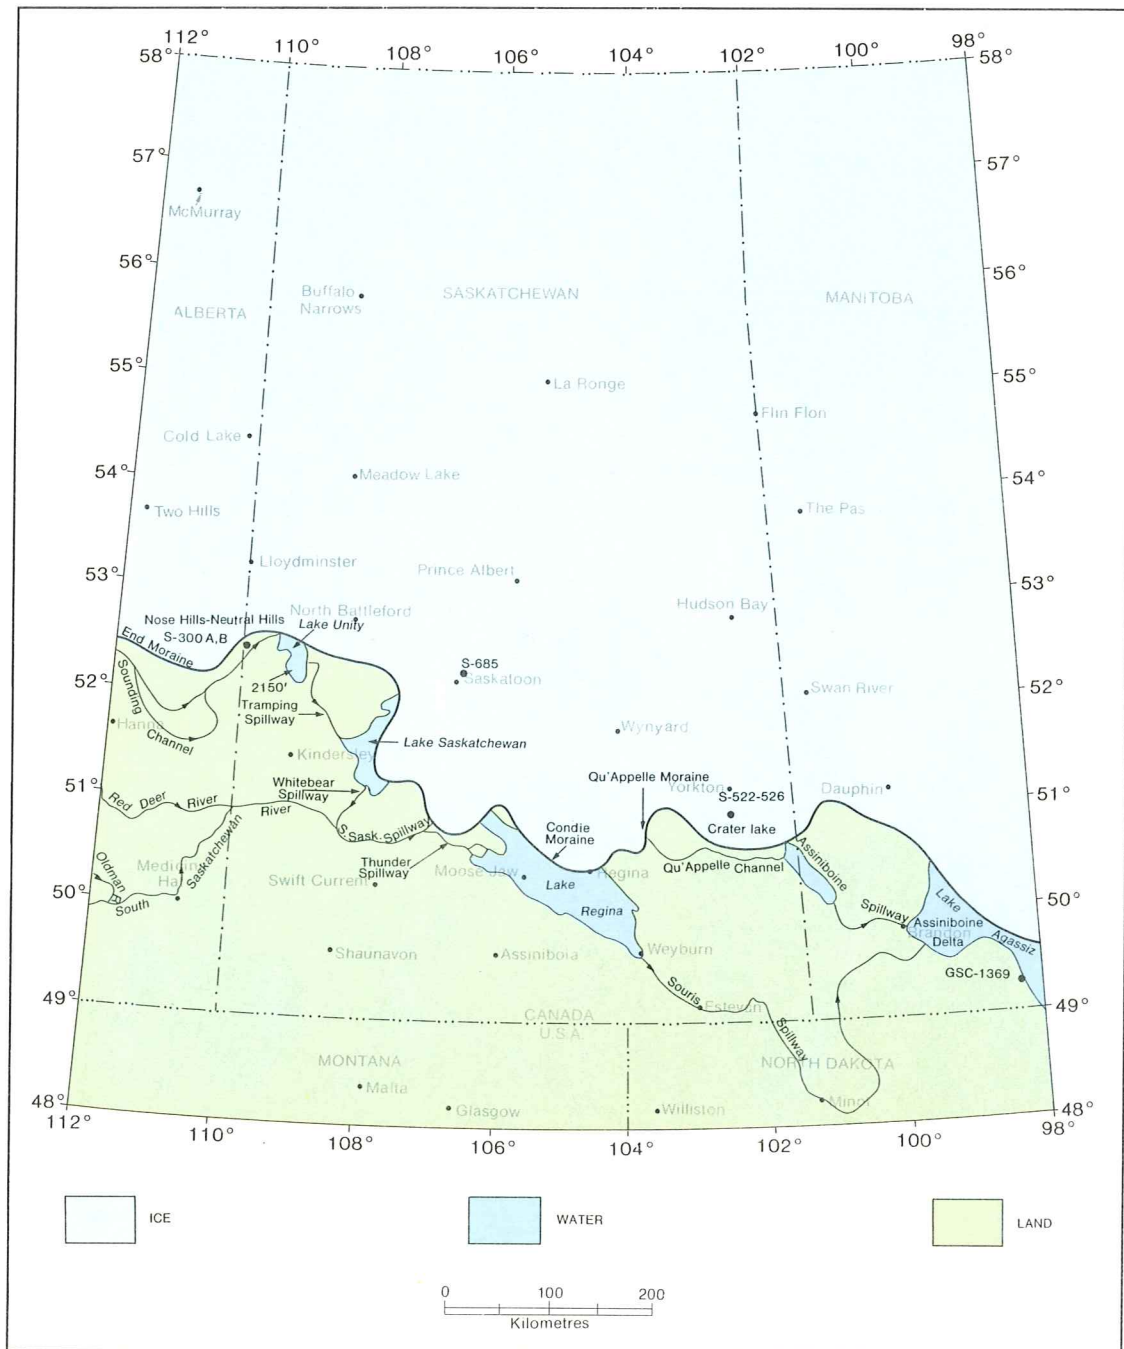 112°
110°
108°
106°
104°
102°
100°
98°
58°
58°
57°
57°
McMurray
56°
56°
Buffalo
Narrows
SASKATCHEWAN
MANITOBA
ALBERTA
55°
55°
La Ronge
Flin Flon
Cold Lake
54°
54°
Meadow Lake
Two Hills
The Pas
Lloydminster
53°
53°
Prince Albert
Hudson Bay
North Battleford
Nose Hills-Neutral Hills
Lake Unity
S-300 A,B
End Moraine
S-685
Saskatoon
52°
52°
2150'
Swan River
Sounding
Channel
Tramping
Spillway
Hanna
Wynyard
Lake Saskatchewan
Kindersley
Qu'Appelle Moraine
Whitebear
Spillway
Yorkton
Dauphin
51°
51°
S-522-526
Red Deer River
River
Crater lake
S. Sask. Spillway
Condie
Moraine
Assiniboine
Spillway
Qu'Appelle Channel
Thunder
Spillway
Moose Jaw
Regina
Lake
Regina
Oldman R
Medicine
Hat
South Saskatchewan
Swift Current
50°
50°
Lake
Agassiz
Assiniboine
Delta
Brandon
Shaunavon
Assiniboia
Weyburn
GSC-1369
Souris
Spillway
Estevan
49°
49°
CANADA
U.S.A.
MONTANA
NORTH DAKOTA
Malta
Glasgow
Williston
Minot
48°
48°
112°
110°
108°
106°
104°
102°
100°
98°
ICE
WATER
LAND
0 100 200
Kilometres